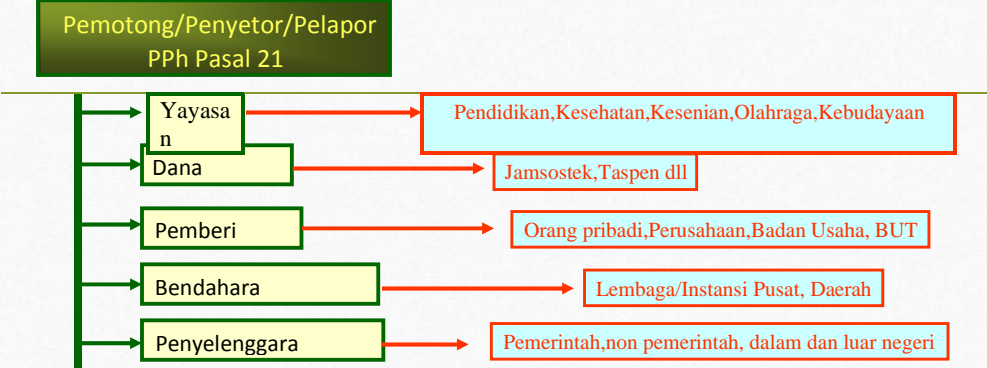 Pemotong/Penyetor/Pelapor
PPh Pasal 21
Yayasa
n
Pendidikan,Kesehatan,Kesenian,Olahraga,Kebudayaan
Dana
Jamsostek,Taspen dll
Pemberi
Orang pribadi,Perusahaan,Badan Usaha, BUT
Bendahara
Lembaga/Instansi Pusat, Daerah
Penyelenggara
Pemerintah,non pemerintah, dalam dan luar negeri